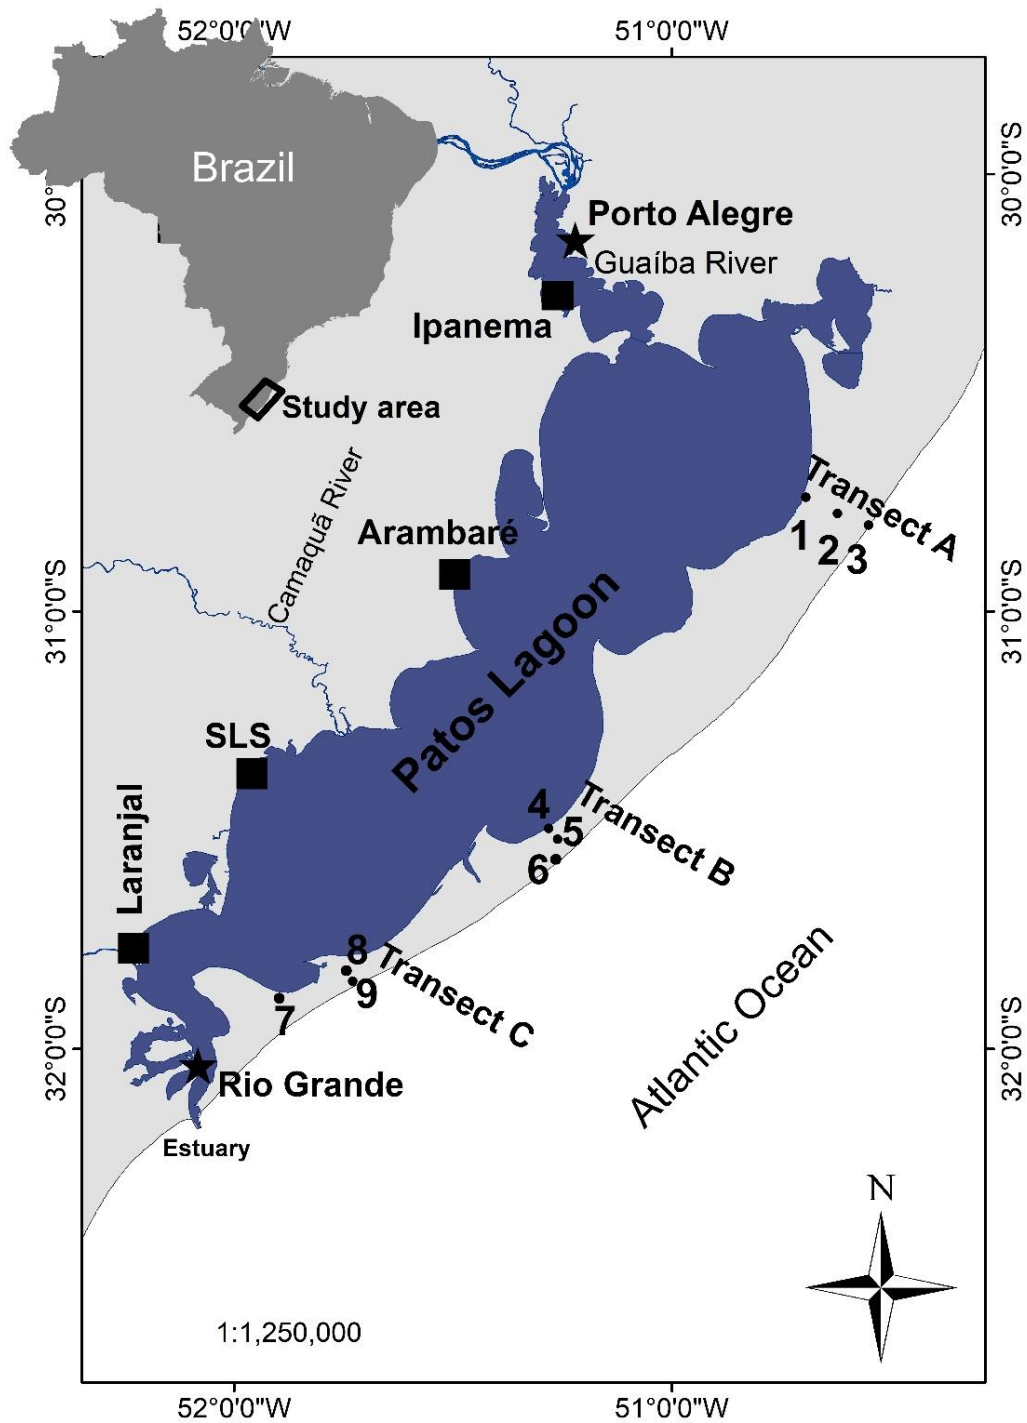 52°0'0"W
51°0'0"W
Brazil
30°
30°0'0"S
Porto Alegre
Guaíba River
Ipanema
Study area
Camaquã River
Arambaré
Transect A
1
2
3
31°0'0"S
31°0'0"S
Patos Lagoon
SLS
Laranjal
4
5
6
Transect B
8
9
7
Transect C
Atlantic Ocean
32°0'0"S
32°0'0"S
Rio Grande
Estuary
N
1:1,250,000
52°0'0"W
51°0'0"W